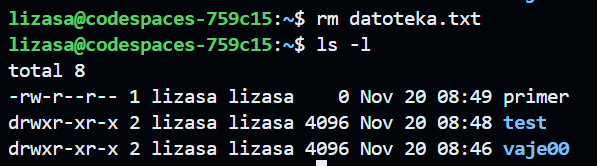 lizasa@codespaces-759c15:~$ rm datoteka.txt
lizasa@codespaces-759c15:~$ ls -l
total 8
-rw-r--r-- 1 lizasa lizasa    0 Nov 20 08:49 primer
drwxr-xr-x 2 lizasa lizasa 4096 Nov 20 08:48 test
drwxr-xr-x 2 lizasa lizasa 4096 Nov 20 08:46 vaje00